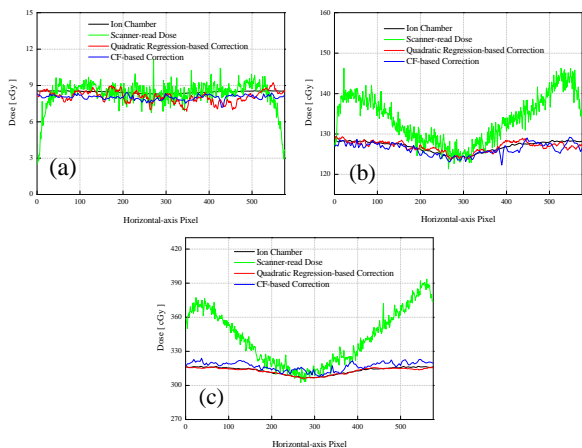 15
12
9
6
3
0
Dose [ cGy ]
Ion Chamber
Scanner-read Dose
Quadratic Regression-based Correction
CF-based Correction
(a)
0 100 200 300 400 500
Horizontal-axis Pixel
160
150
140
130
120
Dose [ cGy ]
Ion Chamber
Scanner-read Dose
Quadratic Regression-based Correction
CF-based Correction
(b)
0 100 200 300 400 500
Horizontal-axis Pixel
420
390
360
330
300
270
Dose [ cGy ]
Ion Chamber
Scanner-read Dose
Quadratic Regression-based Correction
CF-based Correction
(c)
0 100 200 300 400 500
Horizontal-axis Pixel